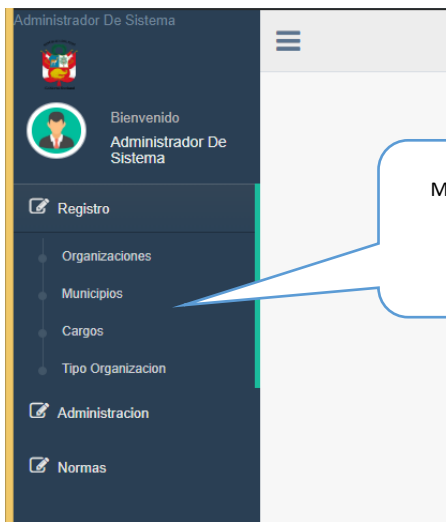 Administrador De Sistema
Bienvenido
Administrador De
Sistema
Registro
Organizaciones
Municipios
Cargos
Tipo Organizacion
Administracion
Normas